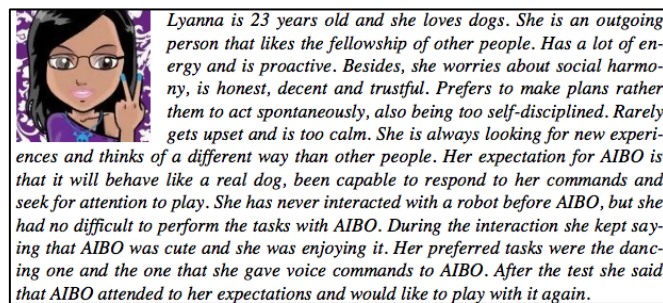 Lyanna is 23 years old and she loves dogs. She is an outgoing
person that likes the fellowship of other people. Has a lot of en-
ergy and is proactive. Besides, she worries about social harmo-
ny, is honest, decent and trustful. Prefers to make plans rather
them to act spontaneously, also being too self-disciplined. Rarely
gets upset and is too calm. She is always looking for new experi-
ences and thinks of a different way than other people. Her expectation for AIBO is
that it will behave like a real dog, been capable to respond to her commands and
seek for attention to play. She has never interacted with a robot before AIBO, but she
had no difficult to perform the tasks with AIBO. During the interaction she kept say-
ing that AIBO was cute and she was enjoying it. Her preferred tasks were the danc-
ing one and the one that she gave voice commands to AIBO. After the test she said
that AIBO attended to her expectations and would like to play with it again.